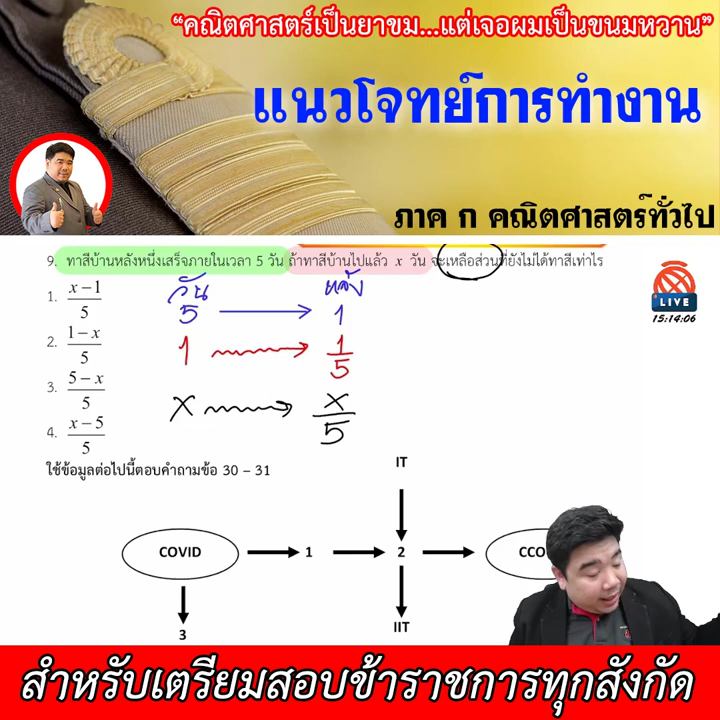 “คณิตศาสตร์เป็นยาขม...แต่เจอผมเป็นขนมหวาน”
แนวโจทย์การทำงาน
ภาค ก คณิตศาสตร์ทั่วไป
9. ทาสีบ้านหลังหนึ่งเสร็จภายในเวลา 5 วัน ถ้าทาสีบ้านไปแล้ว x วัน จะเหลือส่วนที่ยังไม่ได้ทาสีเท่าไร
1. x−1/5
2. 1−x/5
3. 5−x/5
4. x−5/5
วัน หลัง
5 → 1
1 → 1/5
x → x/5
LIVE
15:14:06
ใช้ข้อมูลต่อไปนี้ตอบคำถามข้อ 30 – 31
IT
COVID 1 2 CCO
3 IIT
สำหรับเตรียมสอบข้าราชการทุกสังกัด